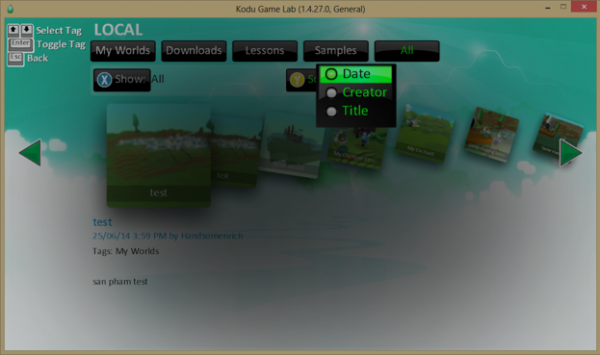 Kodu Game Lab (1.4.27.0, General)
Select Tag
Enter Toggle Tag
Esc Back
LOCAL
My Worlds Downloads Lessons Samples All
X Show: All Y
Date
Creator
Title
test
test
test
25/06/14 3:59 PM by Handsomerich
Tags: My Worlds
san pham test